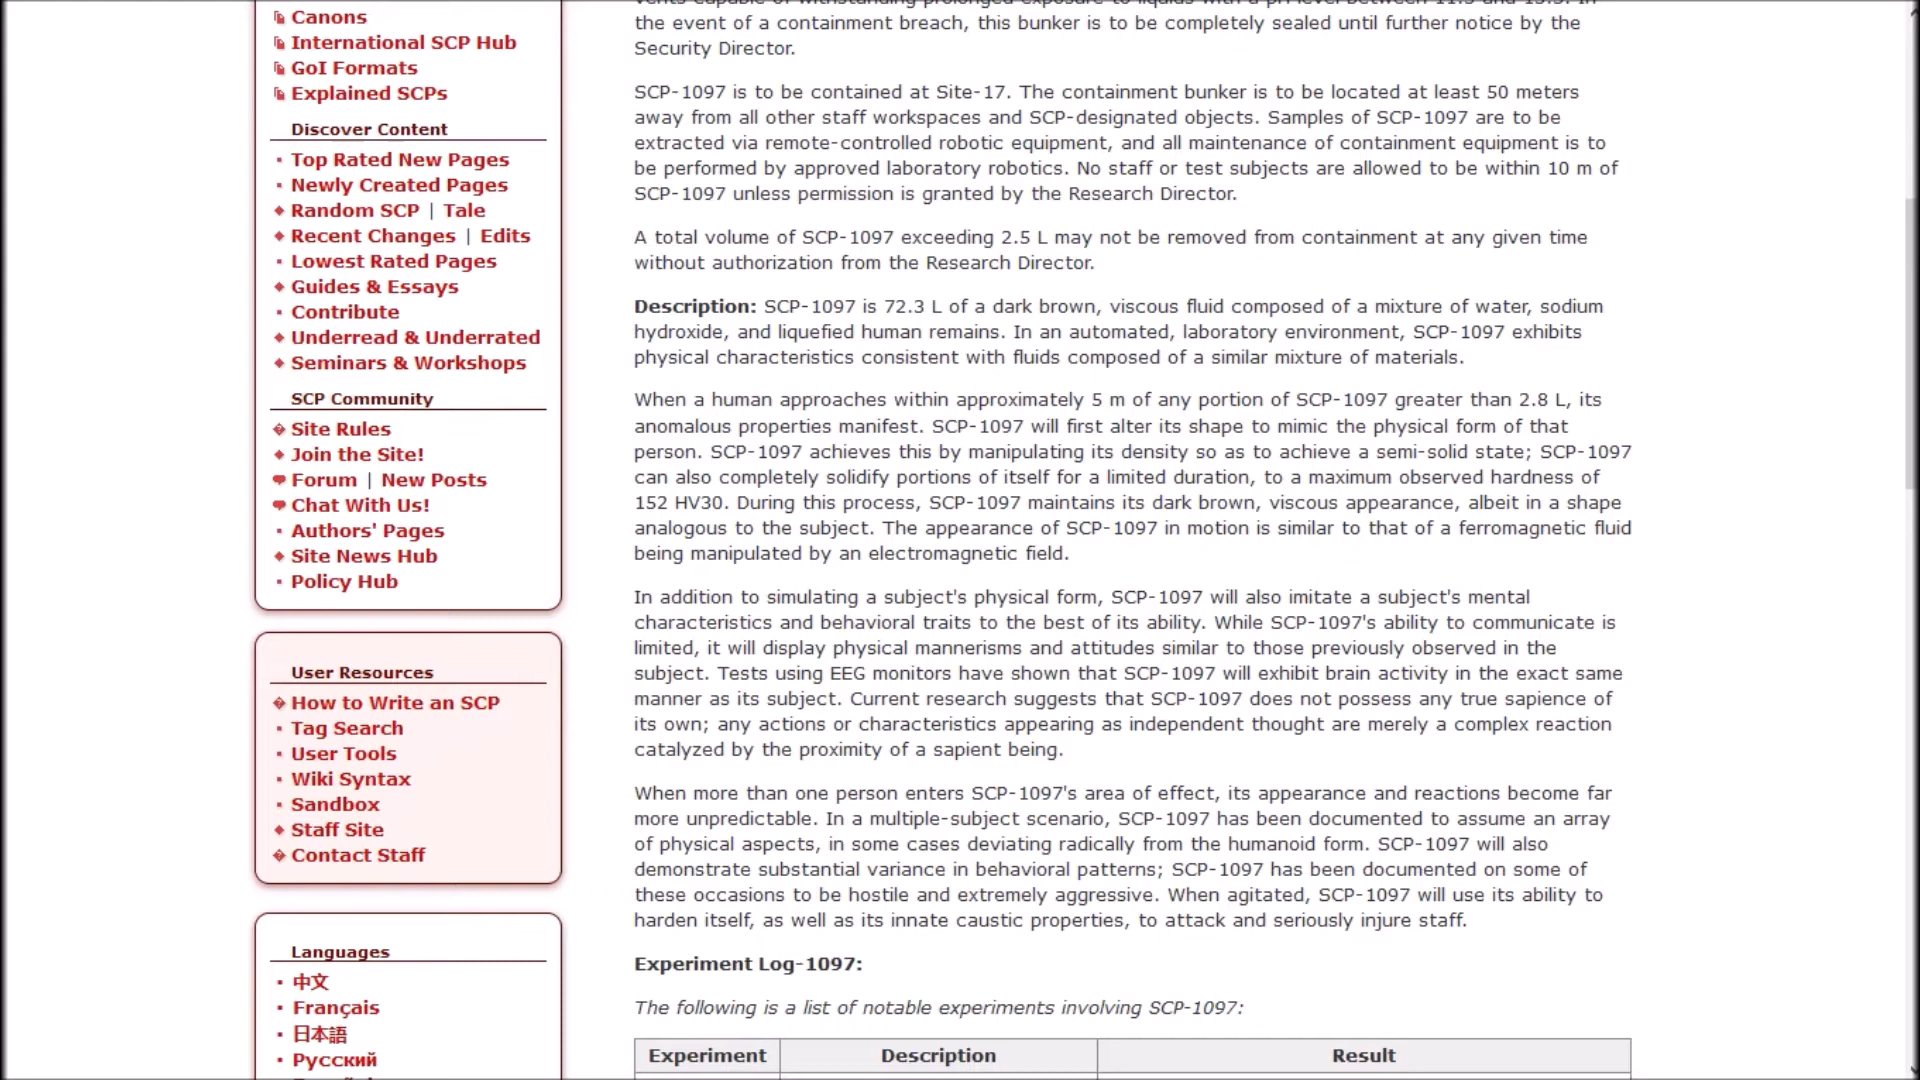 Canons
International SCP Hub
GoI Formats
Explained SCPs
Discover Content
Top Rated New Pages
Newly Created Pages
Random SCP | Tale
Recent Changes | Edits
Lowest Rated Pages
Guides & Essays
Contribute
Underread & Underrated
Seminars & Workshops
SCP Community
Site Rules
Join the Site!
Forum | New Posts
Chat With Us!
Authors' Pages
Site News Hub
Policy Hub
User Resources
How to Write an SCP
Tag Search
User Tools
Wiki Syntax
Sandbox
Staff Site
Contact Staff
Languages
中文
Français
日本語
Русский
the event of a containment breach, this bunker is to be completely sealed until further notice by the
Security Director.
SCP-1097 is to be contained at Site-17. The containment bunker is to be located at least 50 meters
away from all other staff workspaces and SCP-designated objects. Samples of SCP-1097 are to be
extracted via remote-controlled robotic equipment, and all maintenance of containment equipment is to
be performed by approved laboratory robotics. No staff or test subjects are allowed to be within 10 m of
SCP-1097 unless permission is granted by the Research Director.
A total volume of SCP-1097 exceeding 2.5 L may not be removed from containment at any given time
without authorization from the Research Director.
Description: SCP-1097 is 72.3 L of a dark brown, viscous fluid composed of a mixture of water, sodium
hydroxide, and liquefied human remains. In an automated, laboratory environment, SCP-1097 exhibits
physical characteristics consistent with fluids composed of a similar mixture of materials.
When a human approaches within approximately 5 m of any portion of SCP-1097 greater than 2.8 L, its
anomalous properties manifest. SCP-1097 will first alter its shape to mimic the physical form of that
person. SCP-1097 achieves this by manipulating its density so as to achieve a semi-solid state; SCP-1097
can also completely solidify portions of itself for a limited duration, to a maximum observed hardness of
152 HV30. During this process, SCP-1097 maintains its dark brown, viscous appearance, albeit in a shape
analogous to the subject. The appearance of SCP-1097 in motion is similar to that of a ferromagnetic fluid
being manipulated by an electromagnetic field.
In addition to simulating a subject's physical form, SCP-1097 will also imitate a subject's mental
characteristics and behavioral traits to the best of its ability. While SCP-1097's ability to communicate is
limited, it will display physical mannerisms and attitudes similar to those previously observed in the
subject. Tests using EEG monitors have shown that SCP-1097 will exhibit brain activity in the exact same
manner as its subject. Current research suggests that SCP-1097 does not possess any true sapience of
its own; any actions or characteristics appearing as independent thought are merely a complex reaction
catalyzed by the proximity of a sapient being.
When more than one person enters SCP-1097's area of effect, its appearance and reactions become far
more unpredictable. In a multiple-subject scenario, SCP-1097 has been documented to assume an array
of physical aspects, in some cases deviating radically from the humanoid form. SCP-1097 will also
demonstrate substantial variance in behavioral patterns; SCP-1097 has been documented on some of
these occasions to be hostile and extremely aggressive. When agitated, SCP-1097 will use its ability to
harden itself, as well as its innate caustic properties, to attack and seriously injure staff.
Experiment Log-1097:
The following is a list of notable experiments involving SCP-1097:
Experiment Description Result